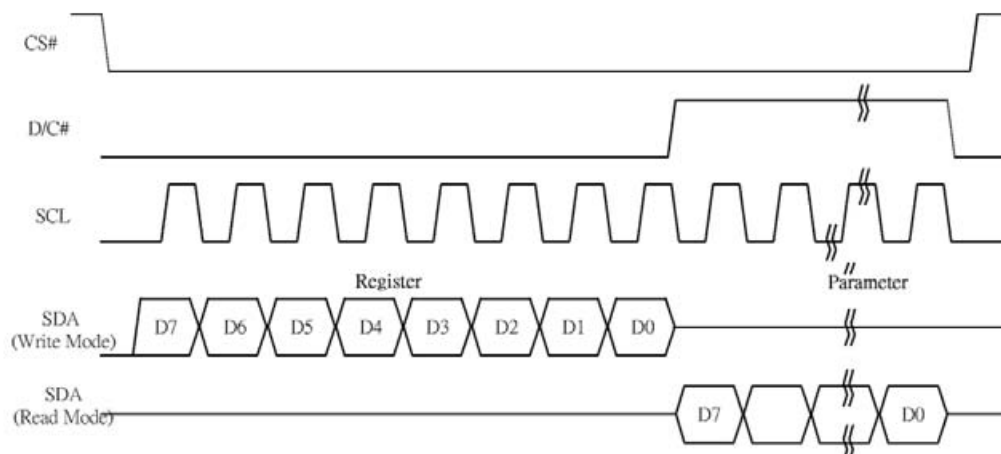 CS#
D/C#
SCL
Register Parameter
SDA
(Write Mode)
D7 D6 D5 D4 D3 D2 D1 D0
SDA
(Read Mode)
D7 D0